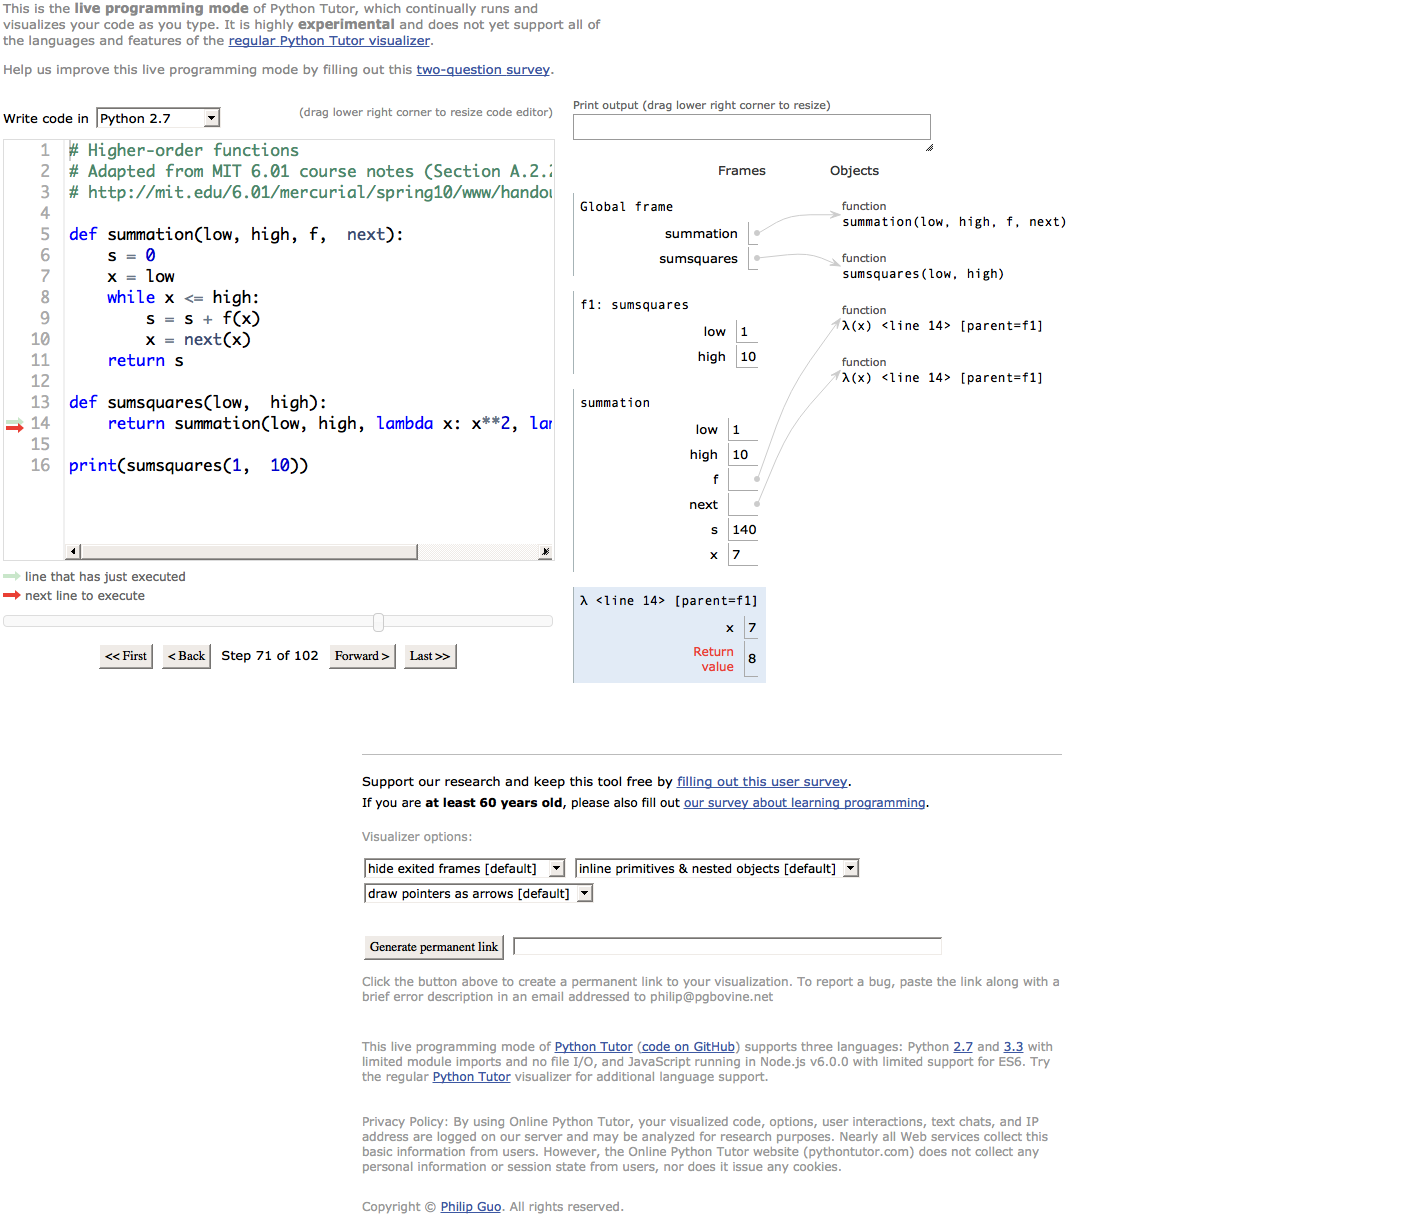 This is the live programming mode of Python Tutor, which continually runs and
visualizes your code as you type. It is highly experimental and does not yet support all of
the languages and features of the regular Python Tutor visualizer.
Help us improve this live programming mode by filling out this two-question survey.
Write code in Python 2.7 (drag lower right corner to resize code editor)
1 # Higher-order functions
2 # Adapted from MIT 6.01 course notes (Section A.2.
3 # http://mit.edu/6.01/mercurial/spring10/www/handou
4
5 def summation(low, high, f,  next):
6     s = 0
7     x = low
8     while x <= high:
9         s = s + f(x)
10         x = next(x)
11     return s
12
13 def sumsquares(low,  high):
14     return summation(low, high, lambda x: x**2, lam
15
16 print(sumsquares(1,  10))
line that has just executed
next line to execute
<< First < Back Step 71 of 102 Forward > Last >>
Print output (drag lower right corner to resize)
Frames Objects
Global frame
summation
sumsquares
function
summation(low, high, f, next)
function
sumsquares(low, high)
function
λ(x) <line 14> [parent=f1]
function
λ(x) <line 14> [parent=f1]
f1: sumsquares
low 1
high 10
summation
low 1
high 10
f
next
s 140
x 7
λ <line 14> [parent=f1]
x 7
Return
value 8
Support our research and keep this tool free by filling out this user survey.
If you are at least 60 years old, please also fill out our survey about learning programming.
Visualizer options:
hide exited frames [default] inline primitives & nested objects [default]
draw pointers as arrows [default]
Generate permanent link
Click the button above to create a permanent link to your visualization. To report a bug, paste the link along with a
brief error description in an email addressed to philip@pgbovine.net
This live programming mode of Python Tutor (code on GitHub) supports three languages: Python 2.7 and 3.3 with
limited module imports and no file I/O, and JavaScript running in Node.js v6.0.0 with limited support for ES6. Try
the regular Python Tutor visualizer for additional language support.
Privacy Policy: By using Online Python Tutor, your visualized code, options, user interactions, text chats, and IP
address are logged on our server and may be analyzed for research purposes. Nearly all Web services collect this
basic information from users. However, the Online Python Tutor website (pythontutor.com) does not collect any
personal information or session state from users, nor does it issue any cookies.
Copyright © Philip Guo. All rights reserved.